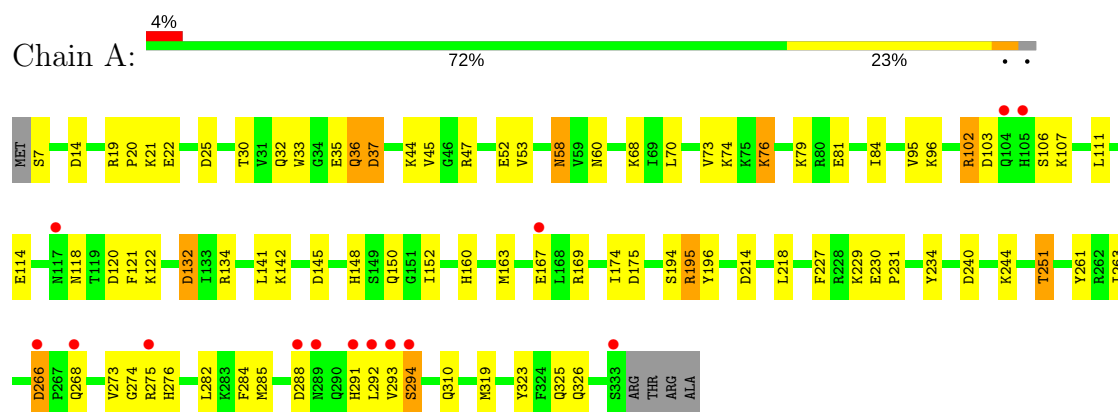 4%
Chain A:
72% 23% • •
MET S7 D14 R19 P20 K21 E22 D25 T30 V31 Q32 W33 G34 E35 Q36 D37 K44 V45 G46 R47 E52 V53 N58 V59 N60 K68 I69 L70 V73 K74 K75 K76 K79 R80 E81 I84 V95 K96 R102 D103 Q104 H105 S106 K107 L111
E114 N117 N118 T119 D120 F121 K122 D132 I133 R134 L141 K142 D145 H148 S149 Q150 G151 I152 H160 M163 E167 L168 R169 I174 D175 S194 R195 Y196 D214 L218 F227 R228 K229 E230 P231 Y234 D240 K244 T251 Y261 R262
D266 P267 Q268 V273 G274 R275 H276 L282 K283 F284 M285 D288 N289 Q290 H291 L292 V293 S294 Q310 M319 Y323 F324 Q325 Q326 S333 ARG THR ARG ALA